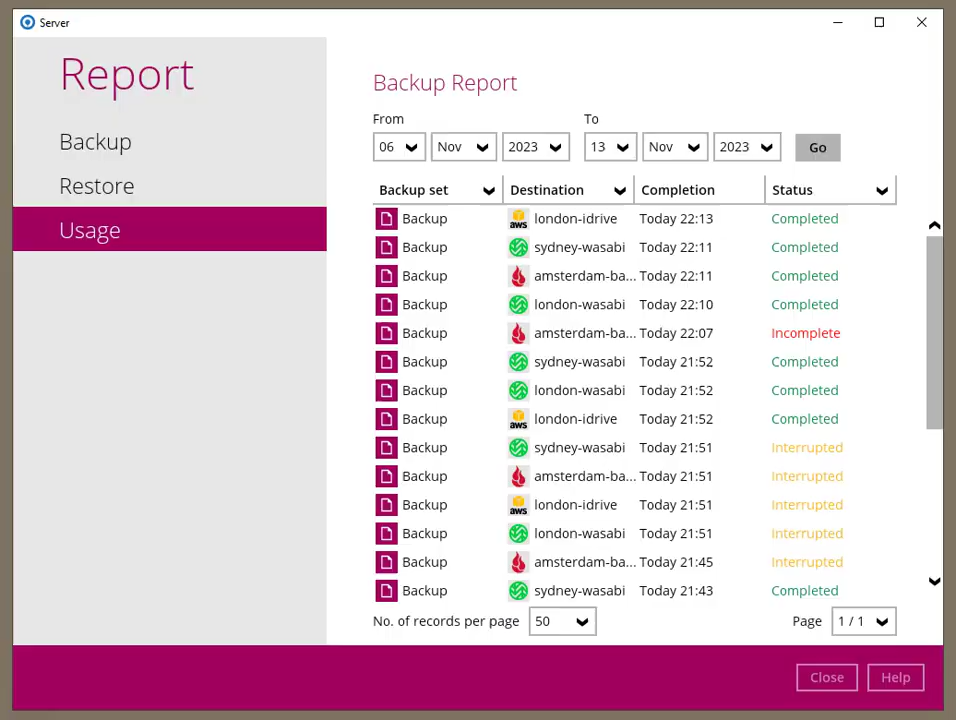 Server
Report
Backup
Restore
Usage
Backup Report
From To
06 Nov 2023 13 Nov 2023 Go
Backup set Destination Completion Status
Backup aws london-idrive Today 22:13 Completed
Backup sydney-wasabi Today 22:11 Completed
Backup amsterdam-ba... Today 22:11 Completed
Backup london-wasabi Today 22:10 Completed
Backup amsterdam-ba... Today 22:07 Incomplete
Backup sydney-wasabi Today 21:52 Completed
Backup london-wasabi Today 21:52 Completed
Backup aws london-idrive Today 21:52 Completed
Backup sydney-wasabi Today 21:51 Interrupted
Backup amsterdam-ba... Today 21:51 Interrupted
Backup aws london-idrive Today 21:51 Interrupted
Backup london-wasabi Today 21:51 Interrupted
Backup amsterdam-ba... Today 21:45 Interrupted
Backup sydney-wasabi Today 21:43 Completed
No. of records per page 50 Page 1 / 1
Close Help